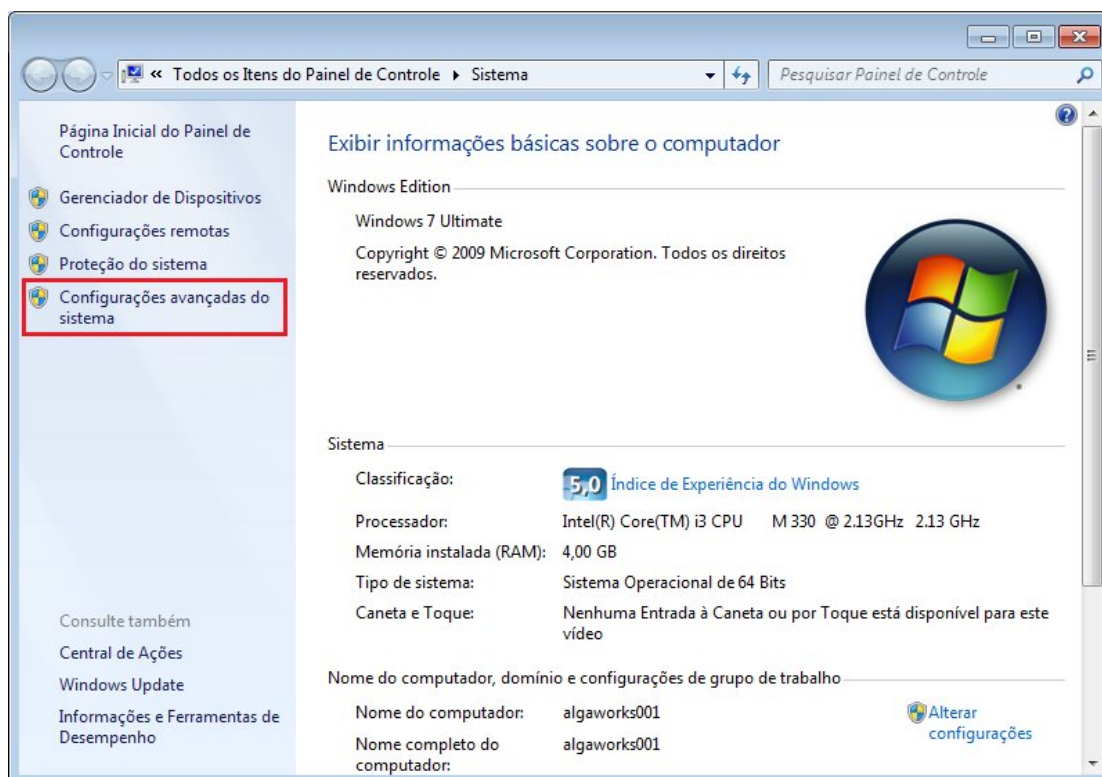 « Todos os Itens do Painel de Controle ▸ Sistema
Pesquisar Painel de Controle
Página Inicial do Painel de
Controle
Gerenciador de Dispositivos
Configurações remotas
Proteção do sistema
Configurações avançadas do
sistema
Consulte também
Central de Ações
Windows Update
Informações e Ferramentas de
Desempenho
Exibir informações básicas sobre o computador
Windows Edition
Windows 7 Ultimate
Copyright © 2009 Microsoft Corporation. Todos os direitos
reservados.
Sistema
Classificação: 5,0 Índice de Experiência do Windows
Processador: Intel(R) Core(TM) i3 CPU M 330 @ 2.13GHz 2.13 GHz
Memória instalada (RAM): 4,00 GB
Tipo de sistema: Sistema Operacional de 64 Bits
Caneta e Toque: Nenhuma Entrada à Caneta ou por Toque está disponível para este
vídeo
Nome do computador, domínio e configurações de grupo de trabalho
Nome do computador: algaworks001 Alterar
configurações
Nome completo do algaworks001
computador: